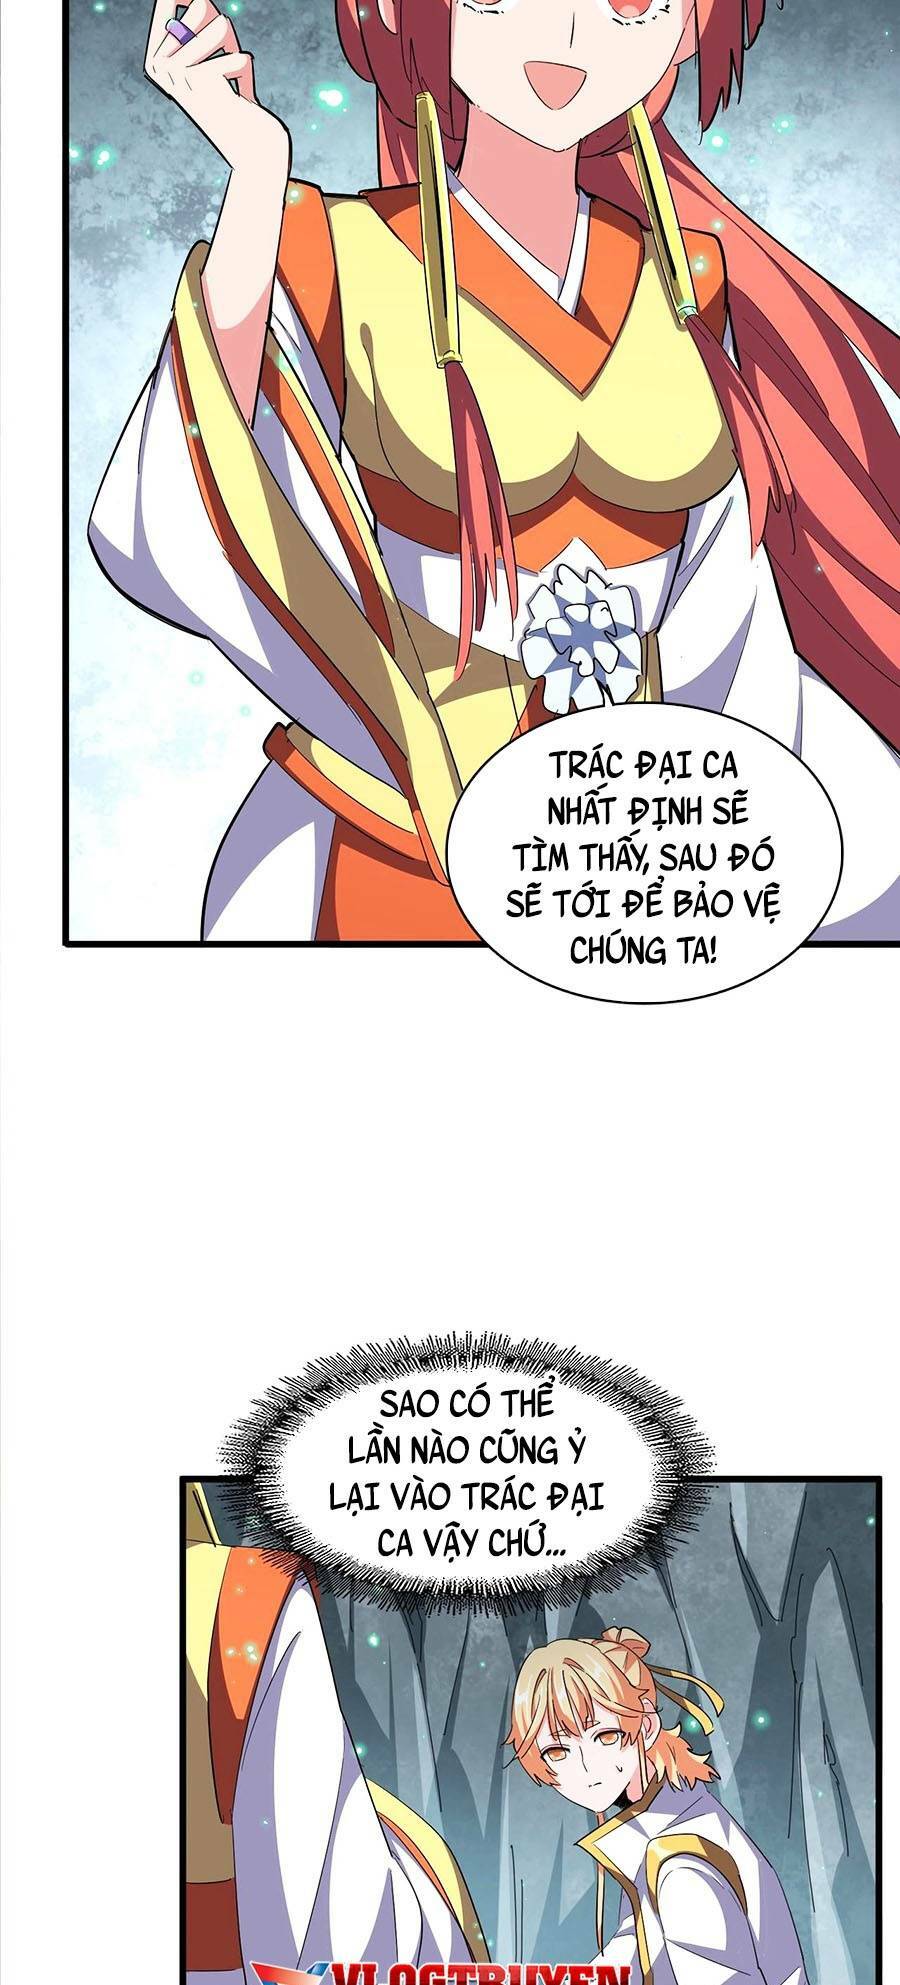 TRÁC ĐẠI CA
NHẤT ĐỊNH SẼ
TÌM THẤY, SAU ĐÓ
SẼ TỚI ĐỂ BẢO VỆ
CHÚNG TA!
SAO CÓ THỂ
LẦN NÀO CŨNG Ỷ
LẠI VÀO TRÁC ĐẠI
CA VẬY CHỨ...
VLOGTRUYEN